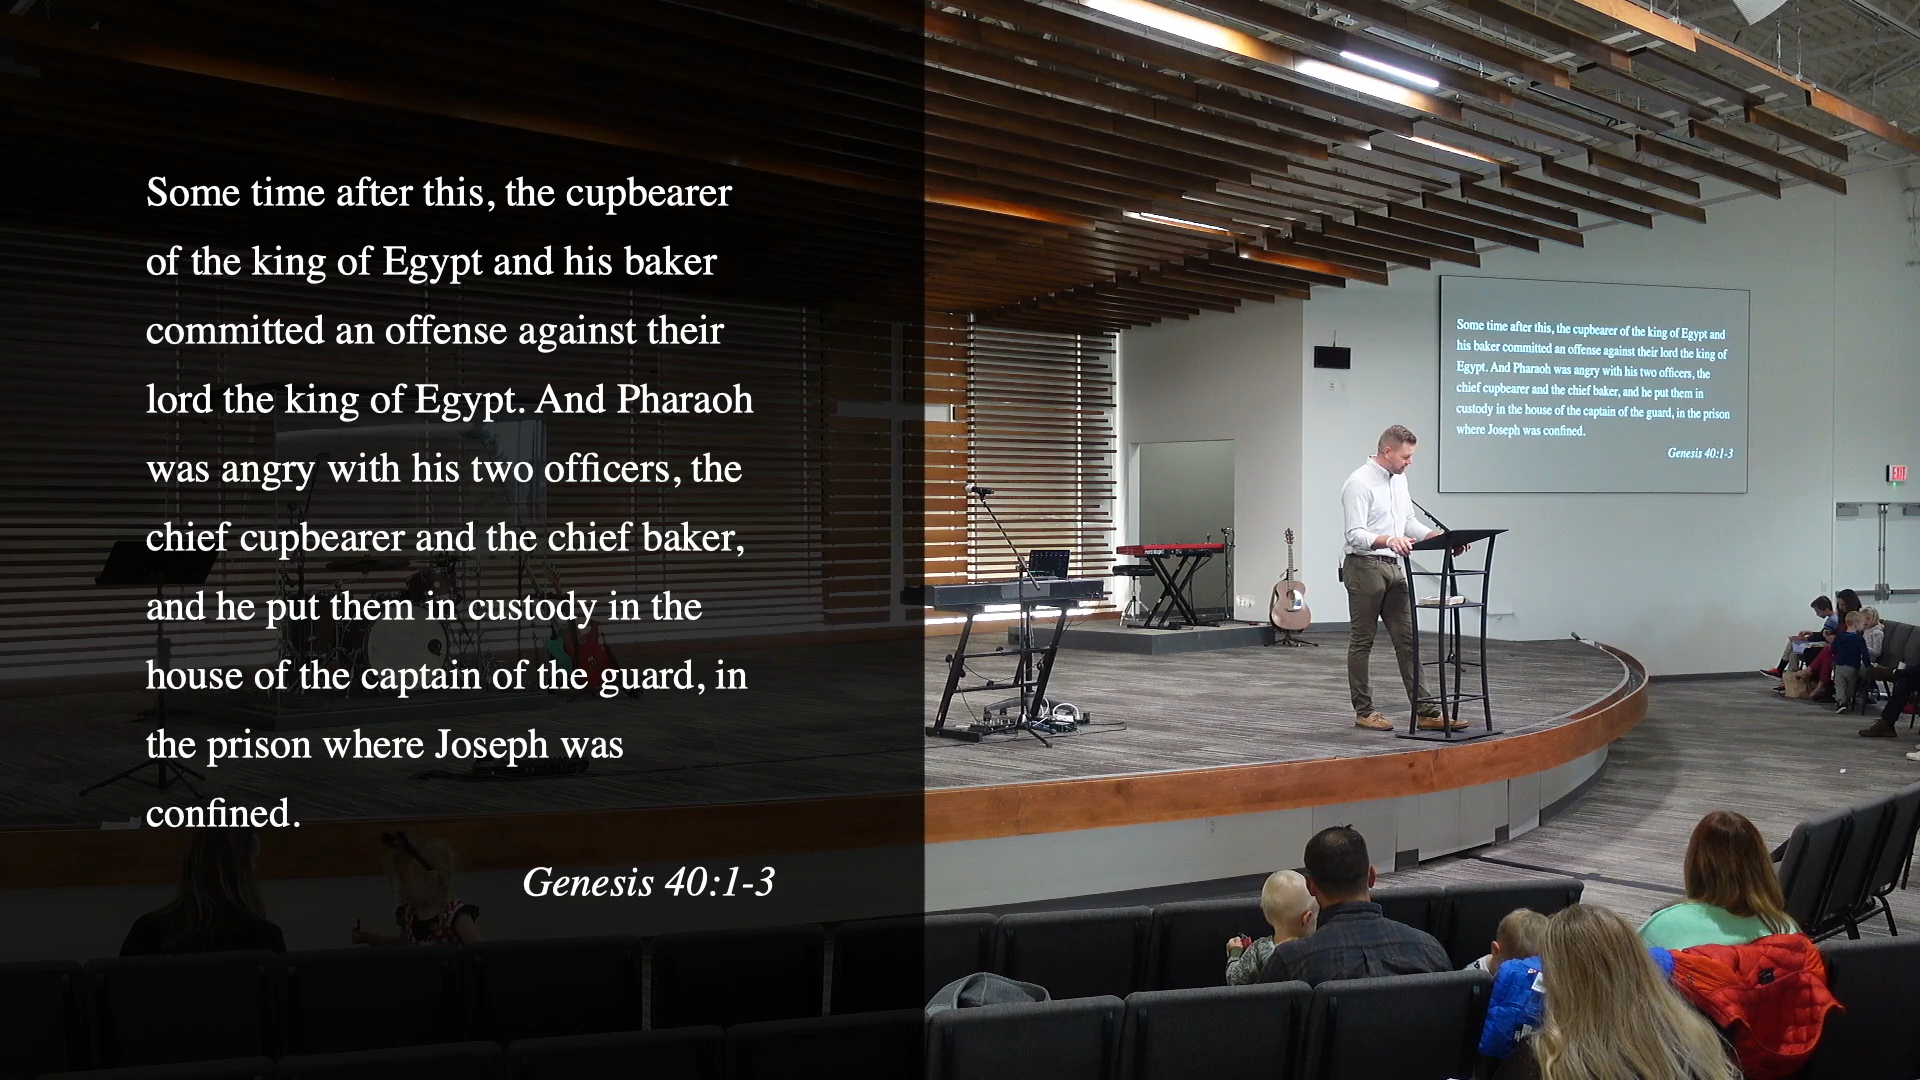 Some time after this, the cupbearer
of the king of Egypt and his baker
committed an offense against their
lord the king of Egypt. And Pharaoh
was angry with his two officers, the
chief cupbearer and the chief baker,
and he put them in custody in the
house of the captain of the guard, in
the prison where Joseph was
confined.
Genesis 40:1-3
Some time after this, the cupbearer of the king of Egypt and
his baker committed an offense against their lord the king of
Egypt. And Pharaoh was angry with his two officers, the
chief cupbearer and the chief baker, and he put them in
custody in the house of the captain of the guard, in the prison
where Joseph was confined.
Genesis 40:1-3
EXIT